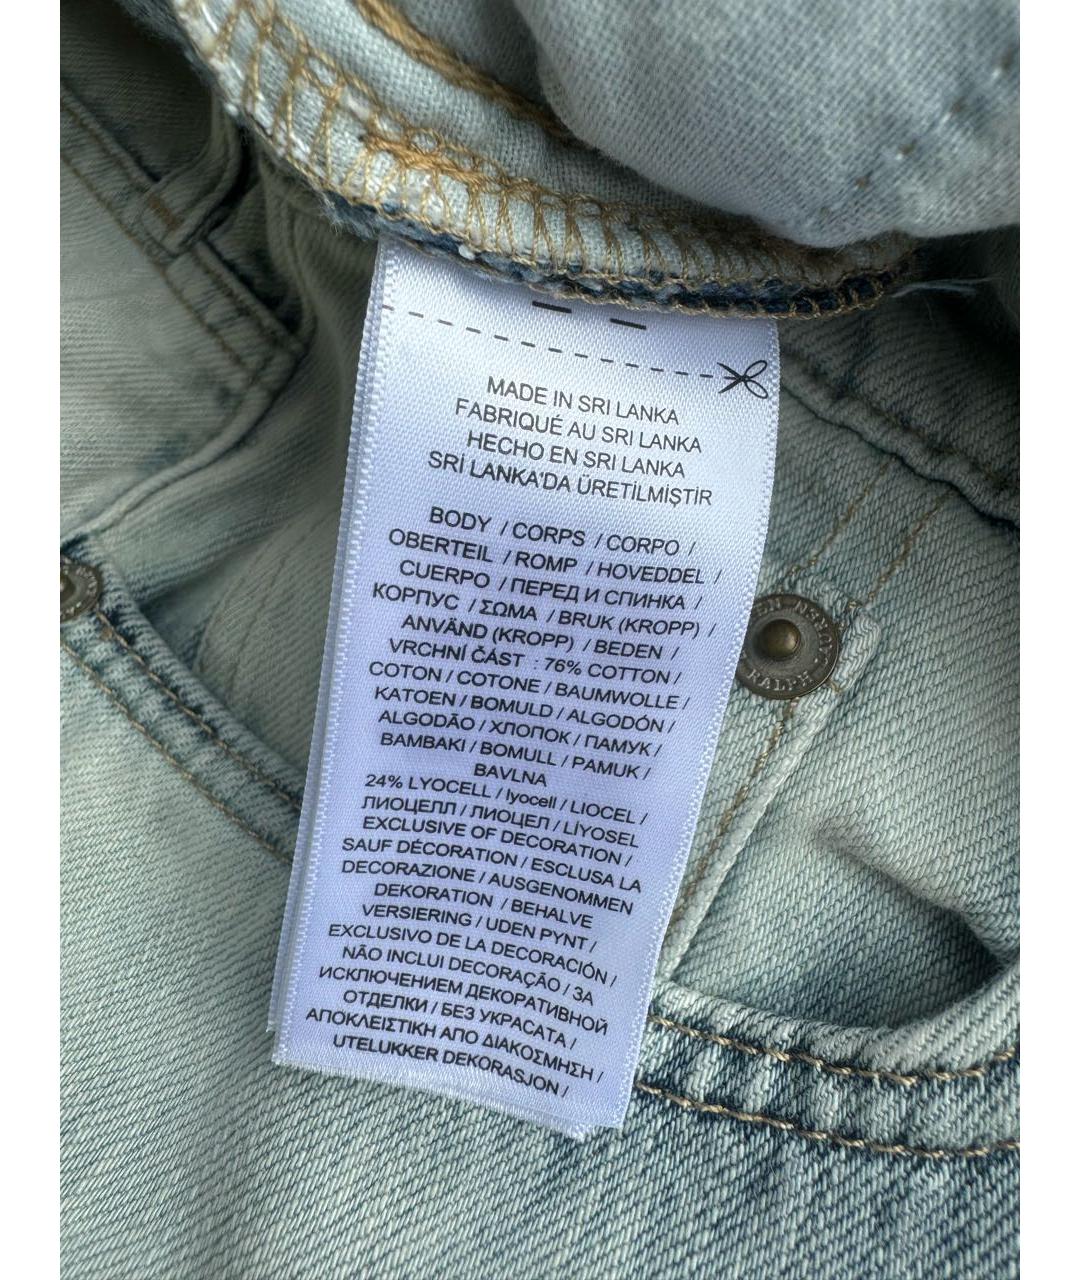 MADE IN SRI LANKA
FABRIQUÉ AU SRI LANKA
HECHO EN SRI LANKA
SRİ LANKA'DA ÜRETİLMİŞTİR
BODY / CORPS / CORPO /
OBERTEIL / ROMP / HOVEDDEL /
CUERPO / ПЕРЕД И СПИНКА /
КОРПУС / ΣΩΜΑ / BRUK (KROPP) /
ANVÄND (KROPP) / BEDEN /
VRCHNÍ ČÁST : 76% COTTON /
COTON / COTONE / BAUMWOLLE /
KATOEN / BOMULD / ALGODÓN /
ALGODÃO / ХЛОПОК / ПАМУК /
BAMBAKI / BOMULL / PAMUK /
BAVLNA
24% LYOCELL / lyocell / LIOCEL /
ЛИОЦЕЛЛ / ЛИОЦЕЛ / LİYOSEL
EXCLUSIVE OF DECORATION /
SAUF DÉCORATION / ESCLUSA LA
DECORAZIONE / AUSGENOMMEN
DEKORATION / BEHALVE
VERSIERING / UDEN PYNT /
EXCLUSIVO DE LA DECORACIÓN /
NÃO INCLUI DECORAÇÃO / ЗА
ИСКЛЮЧЕНИЕМ ДЕКОРАТИВНОЙ
ОТДЕЛКИ / БЕЗ УКРАСАТА /
ΑΠΟΚΛΕΙΣΤΙΚΗ ΑΠΟ ΔΙΑΚΟΣΜΗΣΗ /
UTELUKKER DEKORASJON /
LAUREN
RALPH